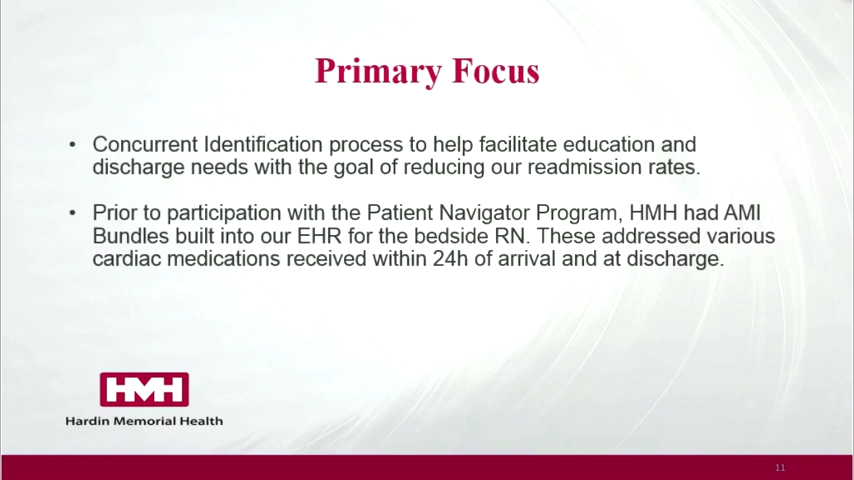 Primary Focus
• Concurrent Identification process to help facilitate education and
discharge needs with the goal of reducing our readmission rates.
• Prior to participation with the Patient Navigator Program, HMH had AMI
Bundles built into our EHR for the bedside RN. These addressed various
cardiac medications received within 24h of arrival and at discharge.
HMH
Hardin Memorial Health
11